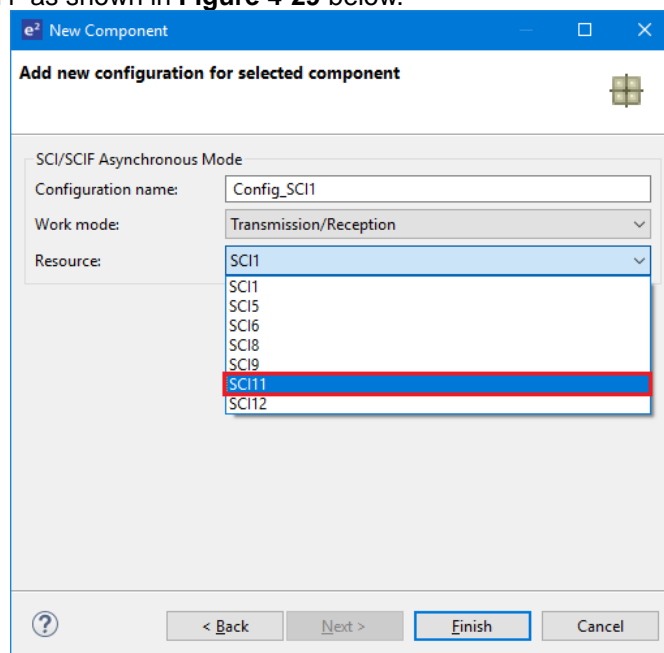 as shown in Figure 4-29 below.
e² New Component
Add new configuration for selected component
SCI/SCIF Asynchronous Mode
Configuration name: Config_SCI1
Work mode: Transmission/Reception
Resource: SCI1
SCI1
SCI5
SCI6
SCI8
SCI9
SCI11
SCI12
? < Back Next > Finish Cancel